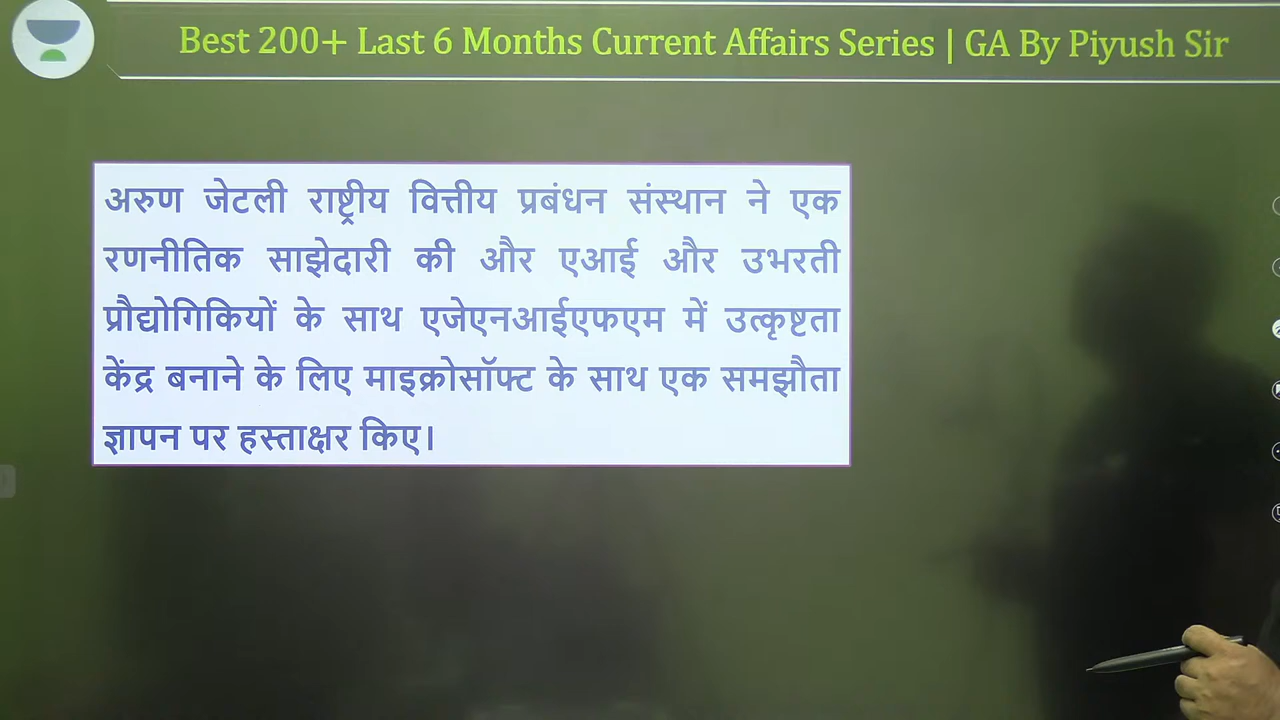 Best 200+ Last 6 Months Current Affairs Series | GA By Piyush Sir
अरुण जेटली राष्ट्रीय वित्तीय प्रबंधन संस्थान ने एक
रणनीतिक साझेदारी की और एआई और उभरती
प्रौद्योगिकियों के साथ एजेएनआईएफएम में उत्कृष्टता
केंद्र बनाने के लिए माइक्रोसॉफ्ट के साथ एक समझौता
ज्ञापन पर हस्ताक्षर किए।